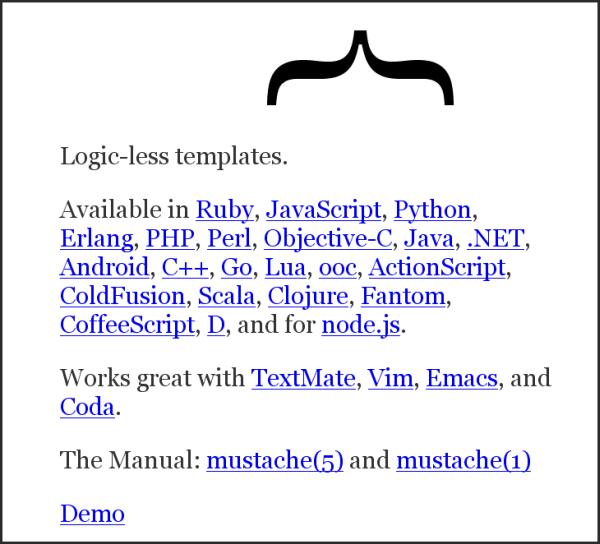 Logic-less templates.
Available in Ruby, JavaScript, Python,
Erlang, PHP, Perl, Objective-C, Java, .NET,
Android, C++, Go, Lua, ooc, ActionScript,
ColdFusion, Scala, Clojure, Fantom,
CoffeeScript, D, and for node.js.
Works great with TextMate, Vim, Emacs, and
Coda.
The Manual: mustache(5) and mustache(1)
Demo